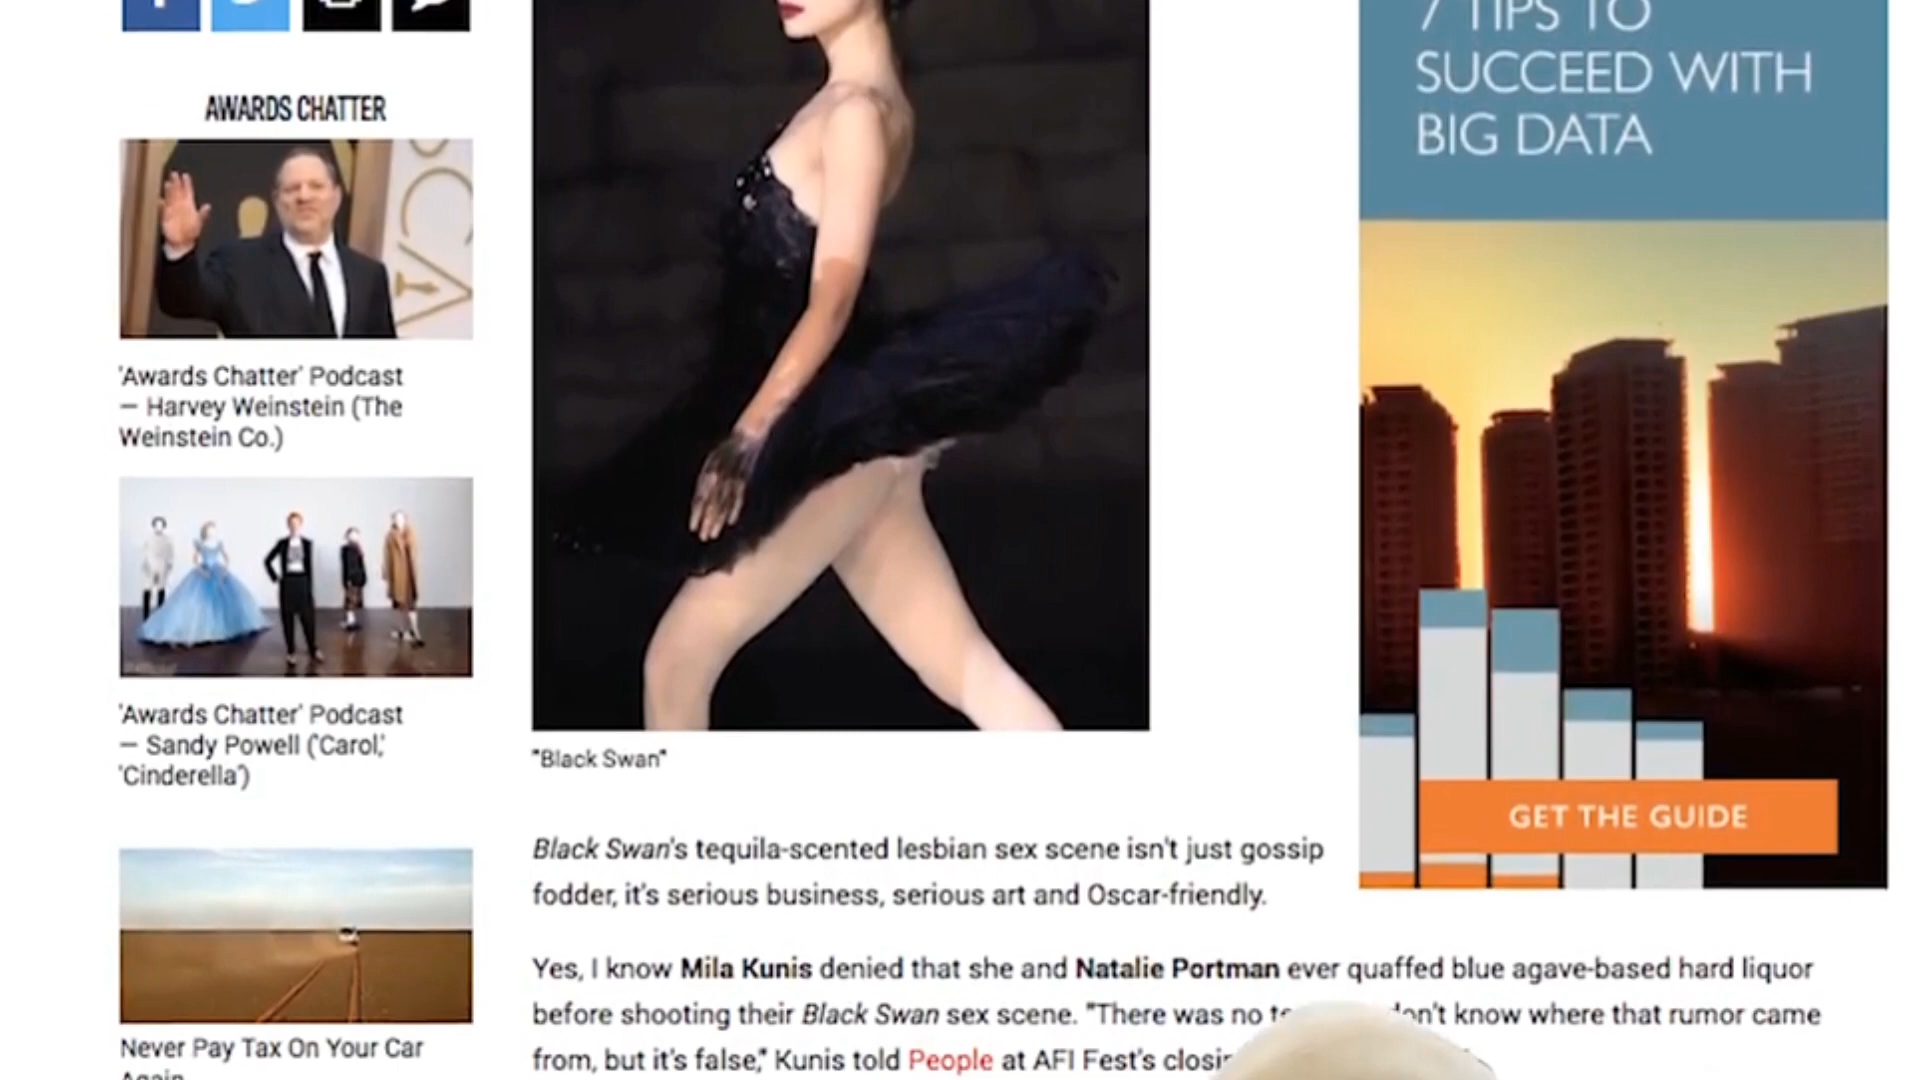 AWARDS CHATTER
'Awards Chatter' Podcast
— Harvey Weinstein (The
Weinstein Co.)
'Awards Chatter' Podcast
— Sandy Powell ('Carol,'
'Cinderella')
Never Pay Tax On Your Car
Again
"Black Swan"
Black Swan's tequila-scented lesbian sex scene isn't just gossip
fodder, it's serious business, serious art and Oscar-friendly.
Yes, I know Mila Kunis denied that she and Natalie Portman ever quaffed blue agave-based hard liquor
before shooting their Black Swan sex scene. "There was no don't know where that rumor came
from, but it's false," Kunis told People at AFI Fest's
7 TIPS TO
SUCCEED WITH
BIG DATA
GET THE GUIDE